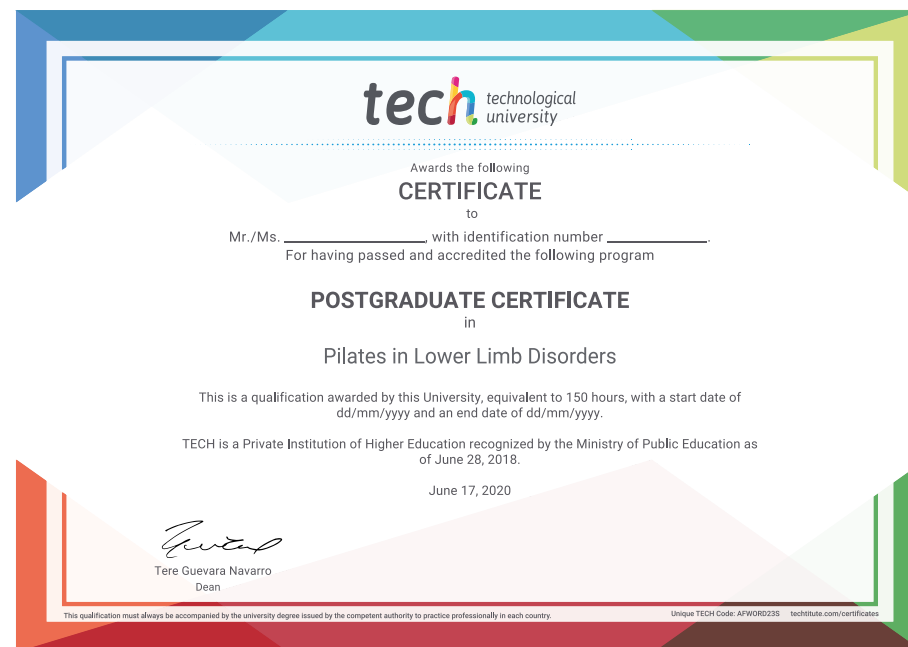 tech technological
university
Awards the following
CERTIFICATE
to
Mr./Ms. ____________________, with identification number ______________.
For having passed and accredited the following program
POSTGRADUATE CERTIFICATE
in
Pilates in Lower Limb Disorders
This is a qualification awarded by this University, equivalent to 150 hours, with a start date of
dd/mm/yyyy and an end date of dd/mm/yyyy.
TECH is a Private Institution of Higher Education recognized by the Ministry of Public Education as
of June 28, 2018.
June 17, 2020
Tere Guevara Navarro
Dean
This qualification must always be accompanied by the university degree issued by the competent authority to practice professionally in each country.
Unique TECH Code: AFWORD23S techtitute.com/certificates